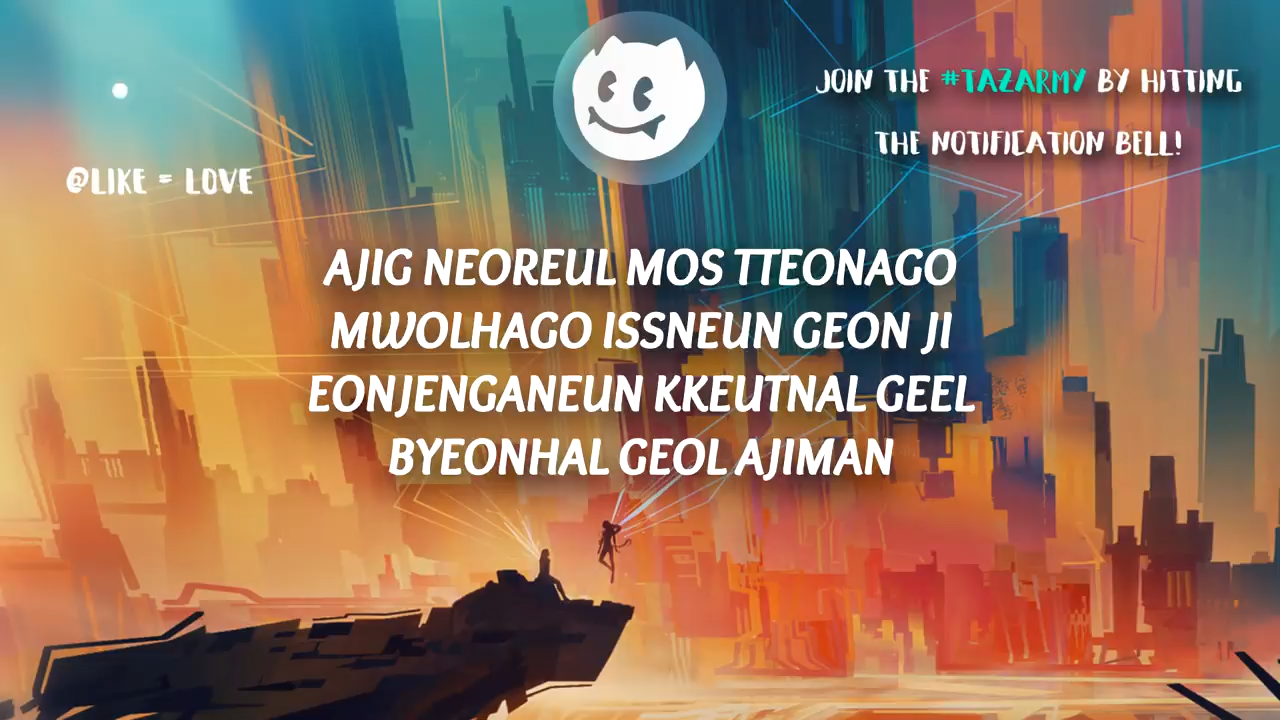 JOIN THE #TAZARMY BY HITTING
THE NOTIFICATION BELL!
@LIKE = LOVE
AJIG NEOREUL MOS TTEONAGO
MWOLHAGO ISSNEUN GEON JI
EONJENGANEUN KKEUTNAL GEEL
BYEONHAL GEOL AJIMAN